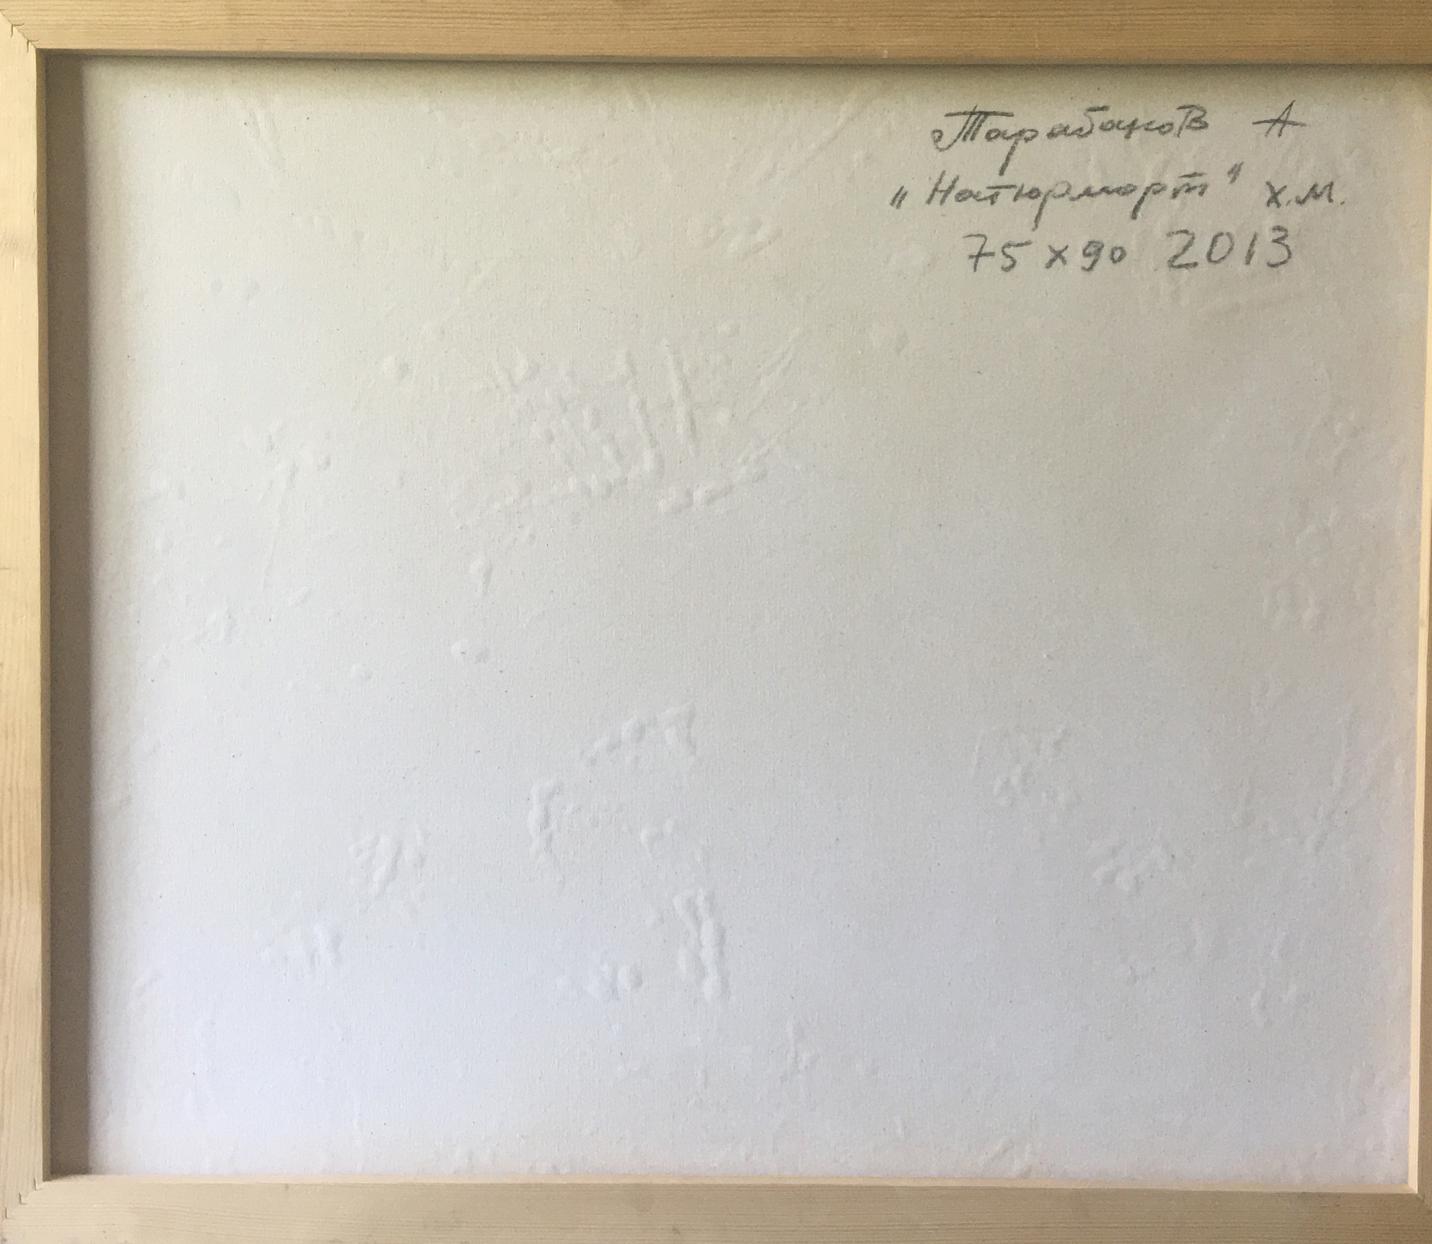 Тарабанов А
„Натюрморт" х.м.
75 х 90 2013